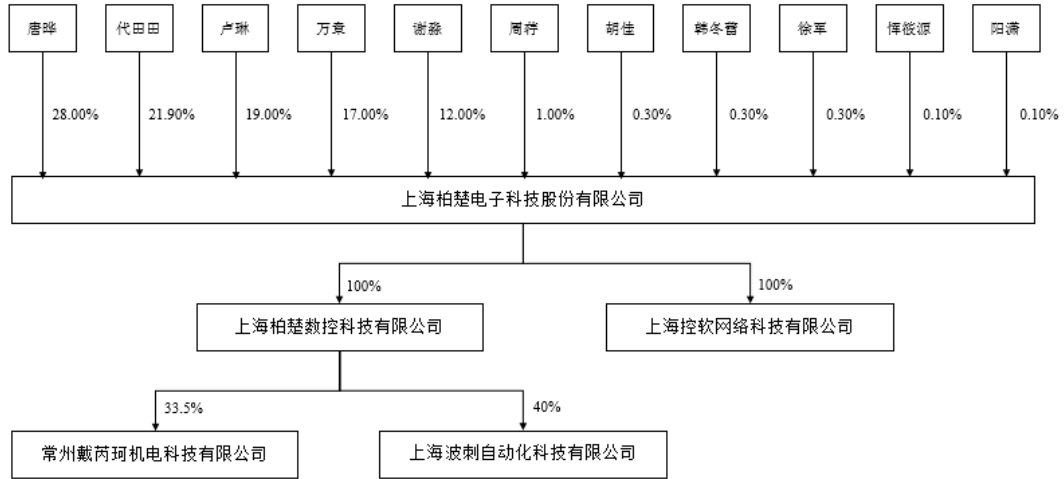 唐晔 代田田 卢琳 万章 谢淼 周荇 胡佳 韩冬蕾 徐军 恽筱源 阳潇
28.00% 21.90% 19.00% 17.00% 12.00% 1.00% 0.30% 0.30% 0.30% 0.10% 0.10%
上海柏楚电子科技股份有限公司
100% 100%
上海柏楚数控科技有限公司 上海控软网络科技有限公司
33.5% 40%
常州戴芮珂机电科技有限公司 上海波刺自动化科技有限公司